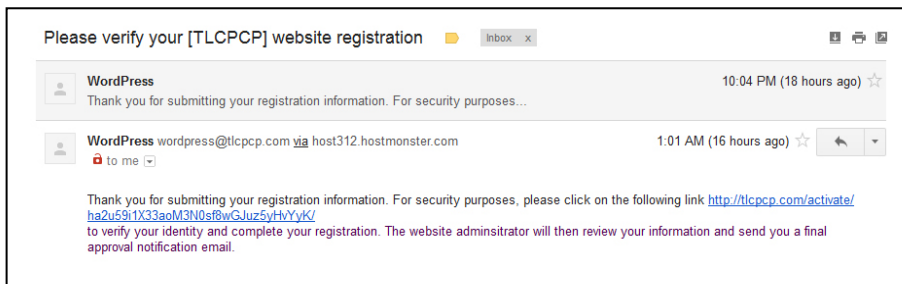 Please verify your [TLCPCP] website registration Inbox x
WordPress 10:04 PM (18 hours ago)
Thank you for submitting your registration information. For security purposes...
WordPress wordpress@tlcpcp.com via host312.hostmonster.com 1:01 AM (16 hours ago)
to me
Thank you for submitting your registration information. For security purposes, please click on the following link http://tlcpcp.com/activate/
ha2u59i1X33aoM3N0sf8wGJuz5yHvYyK/
to verify your identity and complete your registration. The website adminsitrator will then review your information and send you a final
approval notification email.